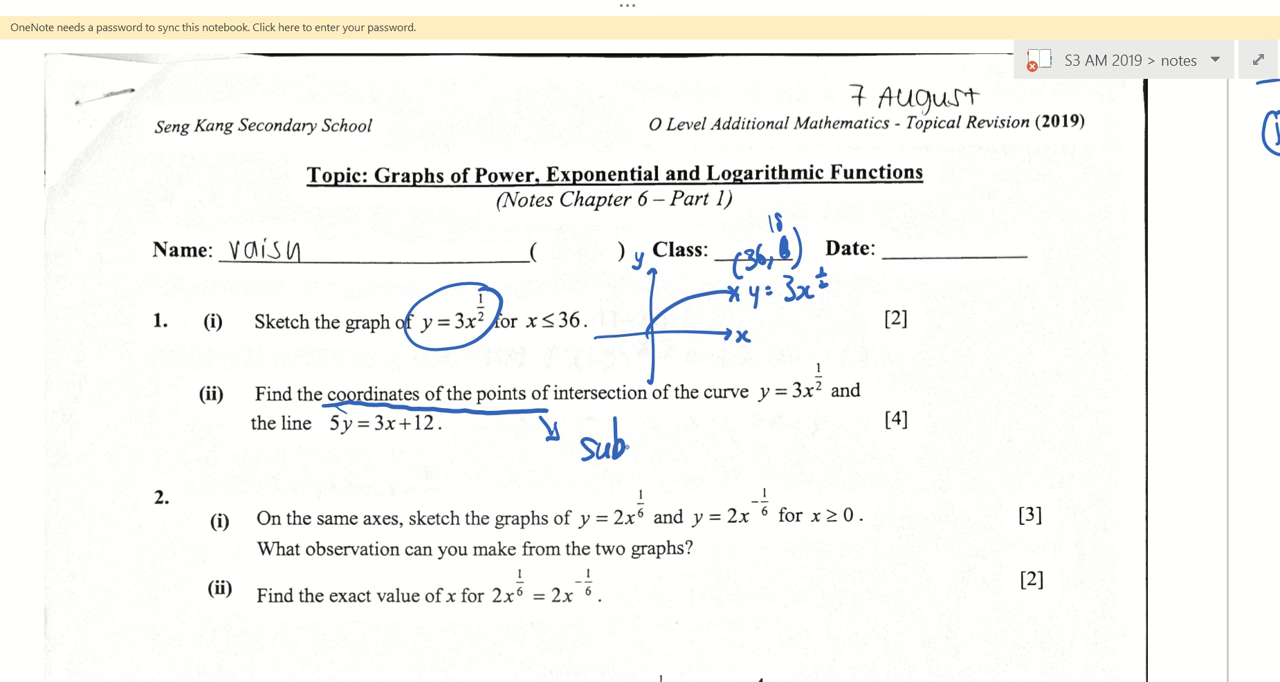 OneNote needs a password to sync this notebook. Click here to enter your password.
S3 AM 2019 > notes
7 August
Seng Kang Secondary School
O Level Additional Mathematics - Topical Revision (2019)
Topic: Graphs of Power, Exponential and Logarithmic Functions
(Notes Chapter 6 – Part 1)
Name: vaisu ( ) Class: Date:
18
(36, 6)
y
y = 3x^{1/2}
x
1. (i) Sketch the graph of y = 3x^{1/2} for x ≤ 36. [2]
(ii) Find the coordinates of the points of intersection of the curve y = 3x^{1/2} and
the line 5y = 3x + 12. [4]
sub
2.
(i) On the same axes, sketch the graphs of y = 2x^{1/6} and y = 2x^{-1/6} for x ≥ 0. [3]
What observation can you make from the two graphs?
(ii) Find the exact value of x for 2x^{1/6} = 2x^{-1/6}. [2]